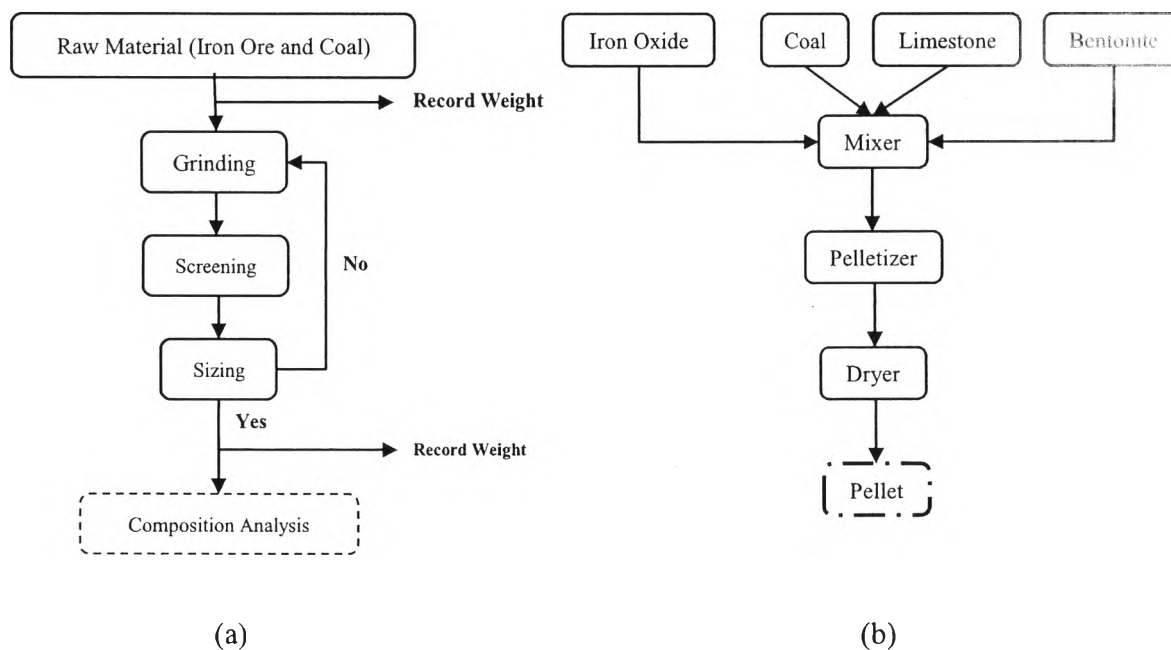 Raw Material (Iron Ore and Coal)
Record Weight
Grinding
Screening
No
Sizing
Yes
Record Weight
Composition Analysis
(a)
Iron Oxide
Coal
Limestone
Bentonite
Mixer
Pelletizer
Dryer
Pellet
(b)